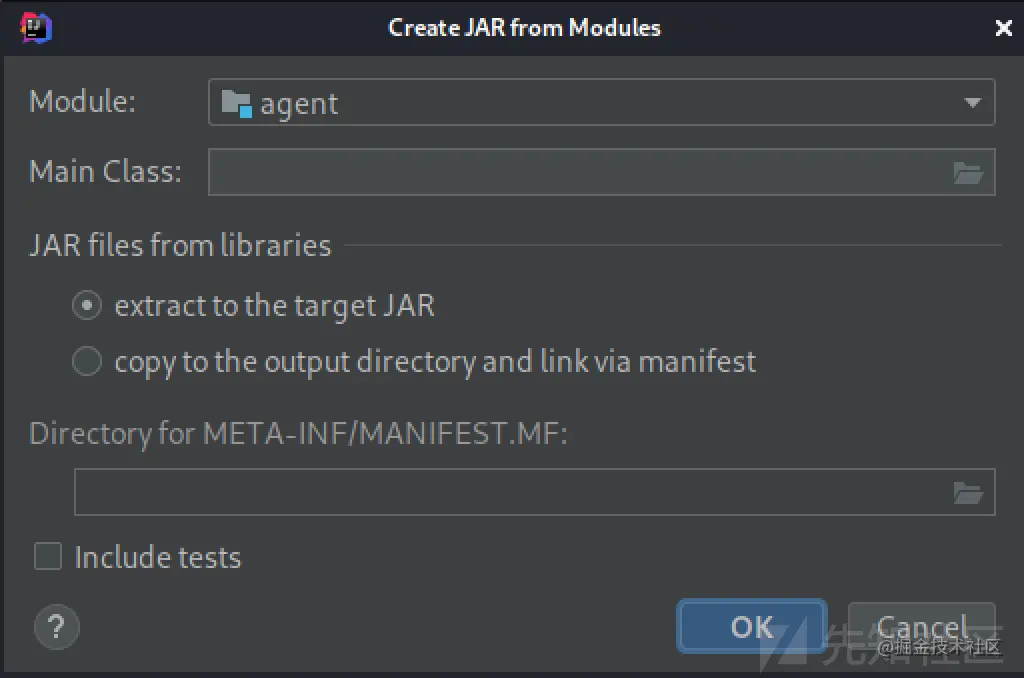 Create JAR from Modules
Module: agent
Main Class:
JAR files from libraries
extract to the target JAR
copy to the output directory and link via manifest
Directory for META-INF/MANIFEST.MF:
Include tests
? OK Cancel
先知社区
@掘金技术社区